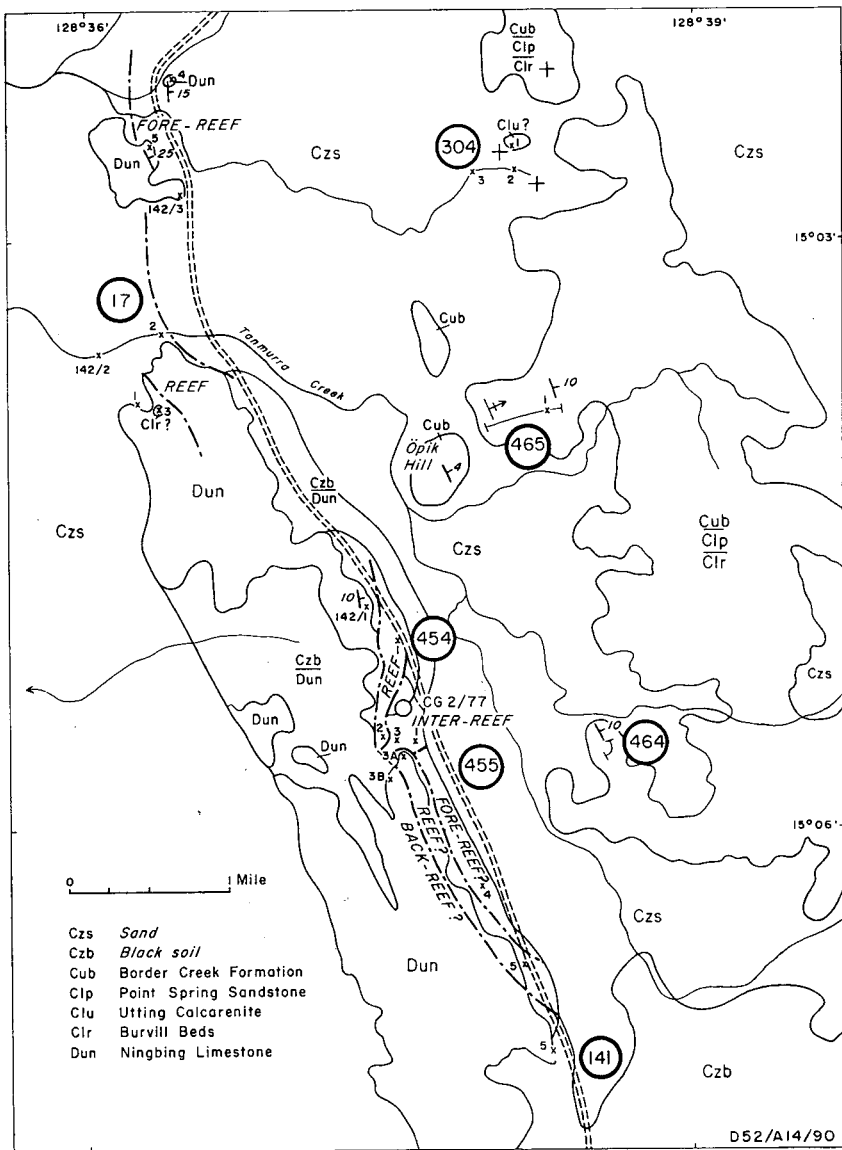 128°36'
128°39'
Cub
Clp
Clr
4
Dun
15
FORE-REEF
5
25
Dun
Czs
304
Clu?
1
3
2
Czs
142/3
15°03'
17
2
142/2
Tanmurra Creek
Cub
REEF
1
3
Clr?
10
1
465
Cub
Öpik
Hill
4
Dun
Czb
Dun
Czs
Czs
Cub
Clp
Clr
10
142/1
454
Czb
Dun
REEF
Czs
CG 2/77
INTER-REEF
Dun
2
3
10
464
Dun
3A
455
3B
15°06'
FORE-REEF?
REEF?
BACK-REEF?
4
0
1 Mile
Czs
Dun
5
Czs Sand
Czb Black soil
Cub Border Creek Formation
Clp Point Spring Sandstone
Clu Utting Calcarenite
Clr Burvill Beds
Dun Ningbing Limestone
5
141
Czb
D52/A14/90